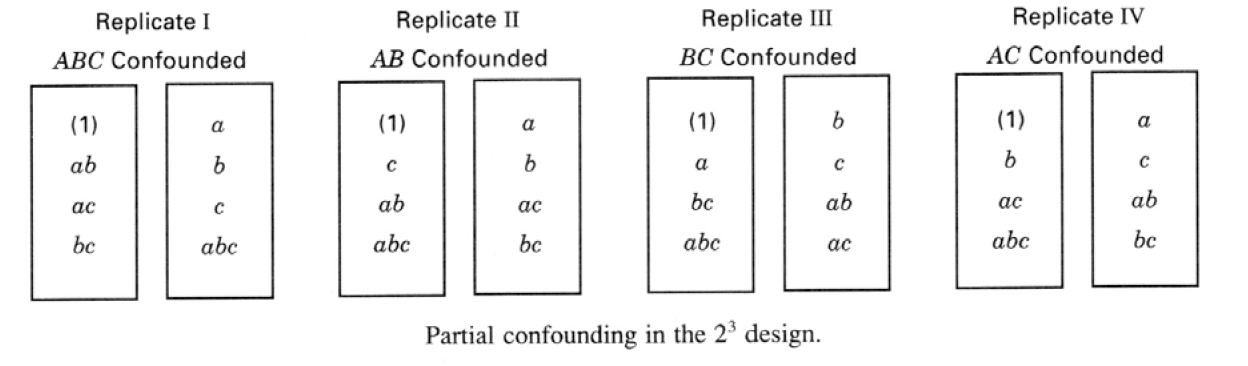 Replicate I
ABC Confounded
(1) a
ab b
ac c
bc abc
Replicate II
AB Confounded
(1) a
c b
ab ac
abc bc
Replicate III
BC Confounded
(1) b
a c
bc ab
abc ac
Replicate IV
AC Confounded
(1) a
b c
ac ab
abc bc
Partial confounding in the 2³ design.